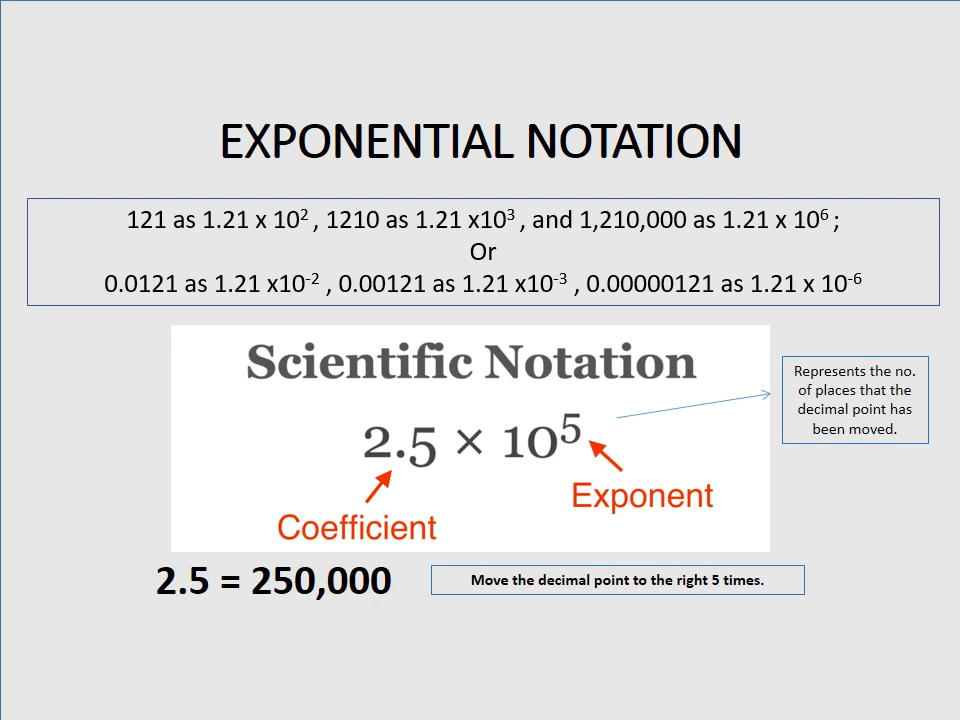 EXPONENTIAL NOTATION
121 as 1.21 x 10² , 1210 as 1.21 x10³ , and 1,210,000 as 1.21 x 10⁶ ;
Or
0.0121 as 1.21 x10⁻² , 0.00121 as 1.21 x10⁻³ , 0.00000121 as 1.21 x 10⁻⁶
Scientific Notation
2.5 × 10⁵
Coefficient
Exponent
Represents the no.
of places that the
decimal point has
been moved.
2.5 = 250,000
Move the decimal point to the right 5 times.